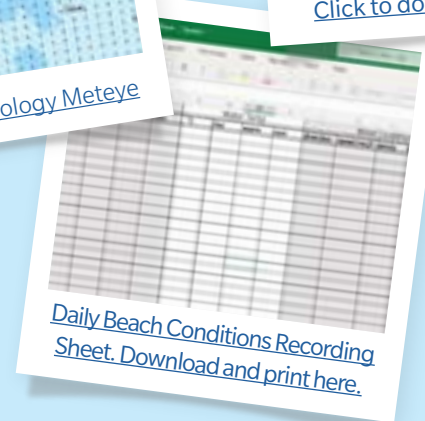 Click to do
ology Meteye
Daily Beach Conditions Recording
Sheet. Download and print here.